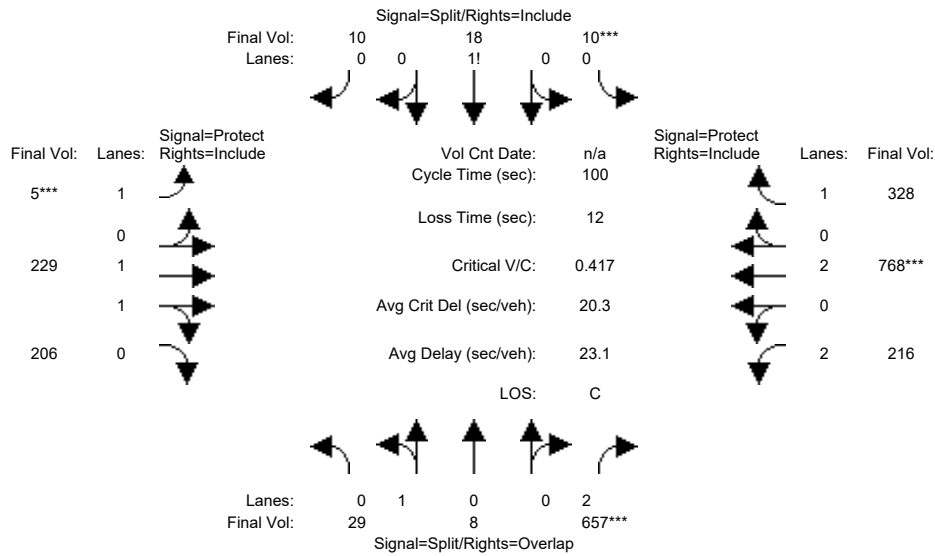 Signal=Split/Rights=Include
Final Vol: 10 18 10***
Lanes: 0 0 1! 0 0
Signal=Protect Signal=Protect
Final Vol: Lanes: Rights=Include Vol Cnt Date: n/a Rights=Include Lanes: Final Vol:
Cycle Time (sec): 100
5*** 1 1 328
Loss Time (sec): 12
0 0
229 1 Critical V/C: 0.417 2 768***
1 Avg Crit Del (sec/veh): 20.3 0
206 0 Avg Delay (sec/veh): 23.1 2 216
LOS: C
Lanes: 0 1 0 0 2
Final Vol: 29 8 657***
Signal=Split/Rights=Overlap